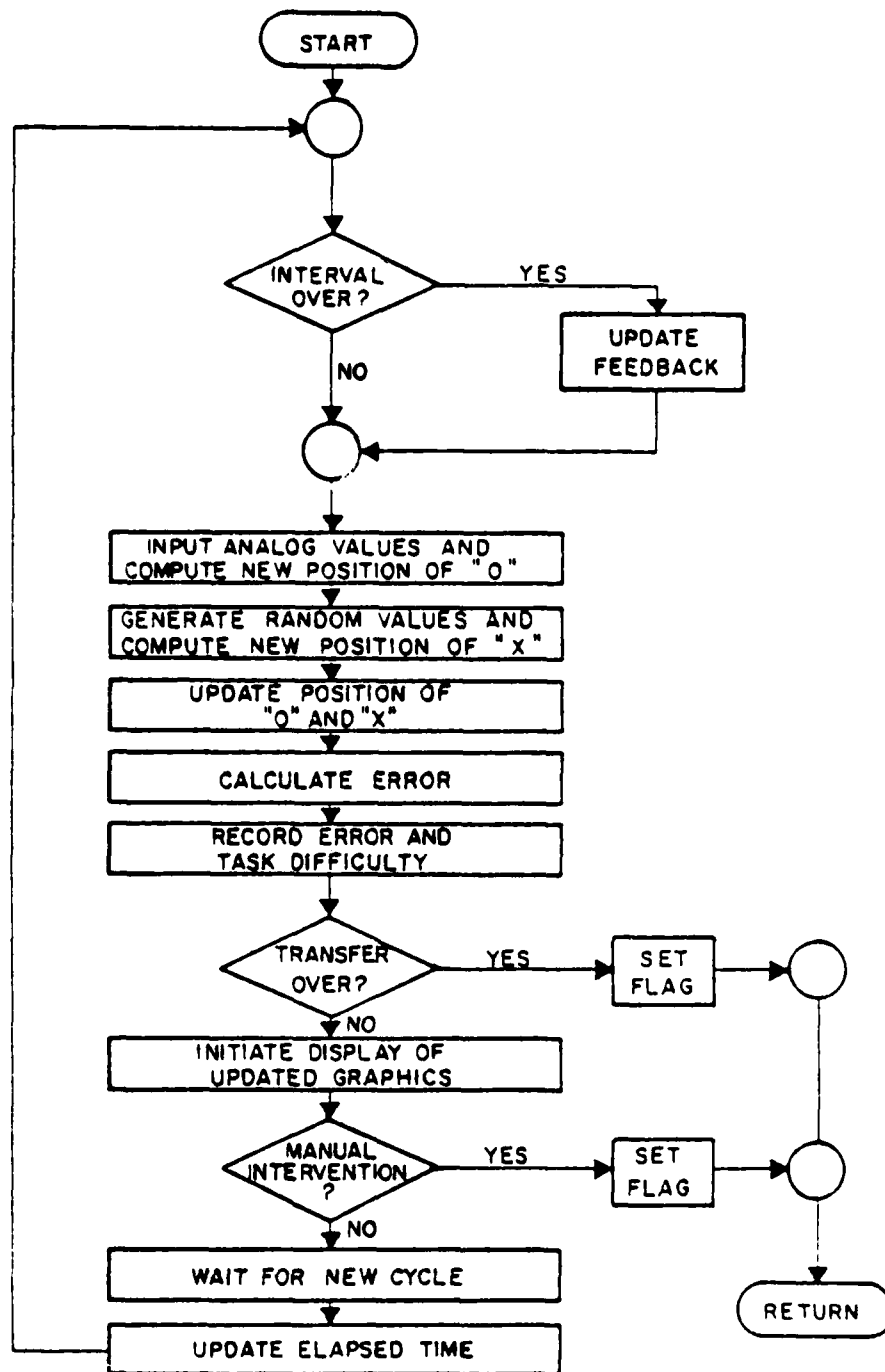 START
INTERVAL
OVER?
YES
UPDATE
FEEDBACK
NO
INPUT ANALOG VALUES AND
COMPUTE NEW POSITION OF "O"
GENERATE RANDOM VALUES AND
COMPUTE NEW POSITION OF "X"
UPDATE POSITION OF
"O" AND "X"
CALCULATE ERROR
RECORD ERROR AND
TASK DIFFICULTY
TRANSFER
OVER?
YES
SET
FLAG
NO
INITIATE DISPLAY OF
UPDATED GRAPHICS
MANUAL
INTERVENTION
?
YES
SET
FLAG
NO
WAIT FOR NEW CYCLE
RETURN
UPDATE ELAPSED TIME